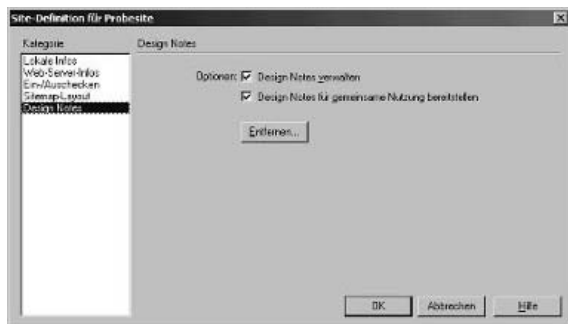 Site-Definition für Probesite
Kategorie
Design Notes
Lokale Infos
Web-Server-Infos
Ein-/Auschecken
Sitemap-Layout
Design Notes
Optionen:
Design Notes verwalten
Design Notes für gemeinsame Nutzung bereitstellen
Entfernen...
OK
Abbrechen
Hilfe